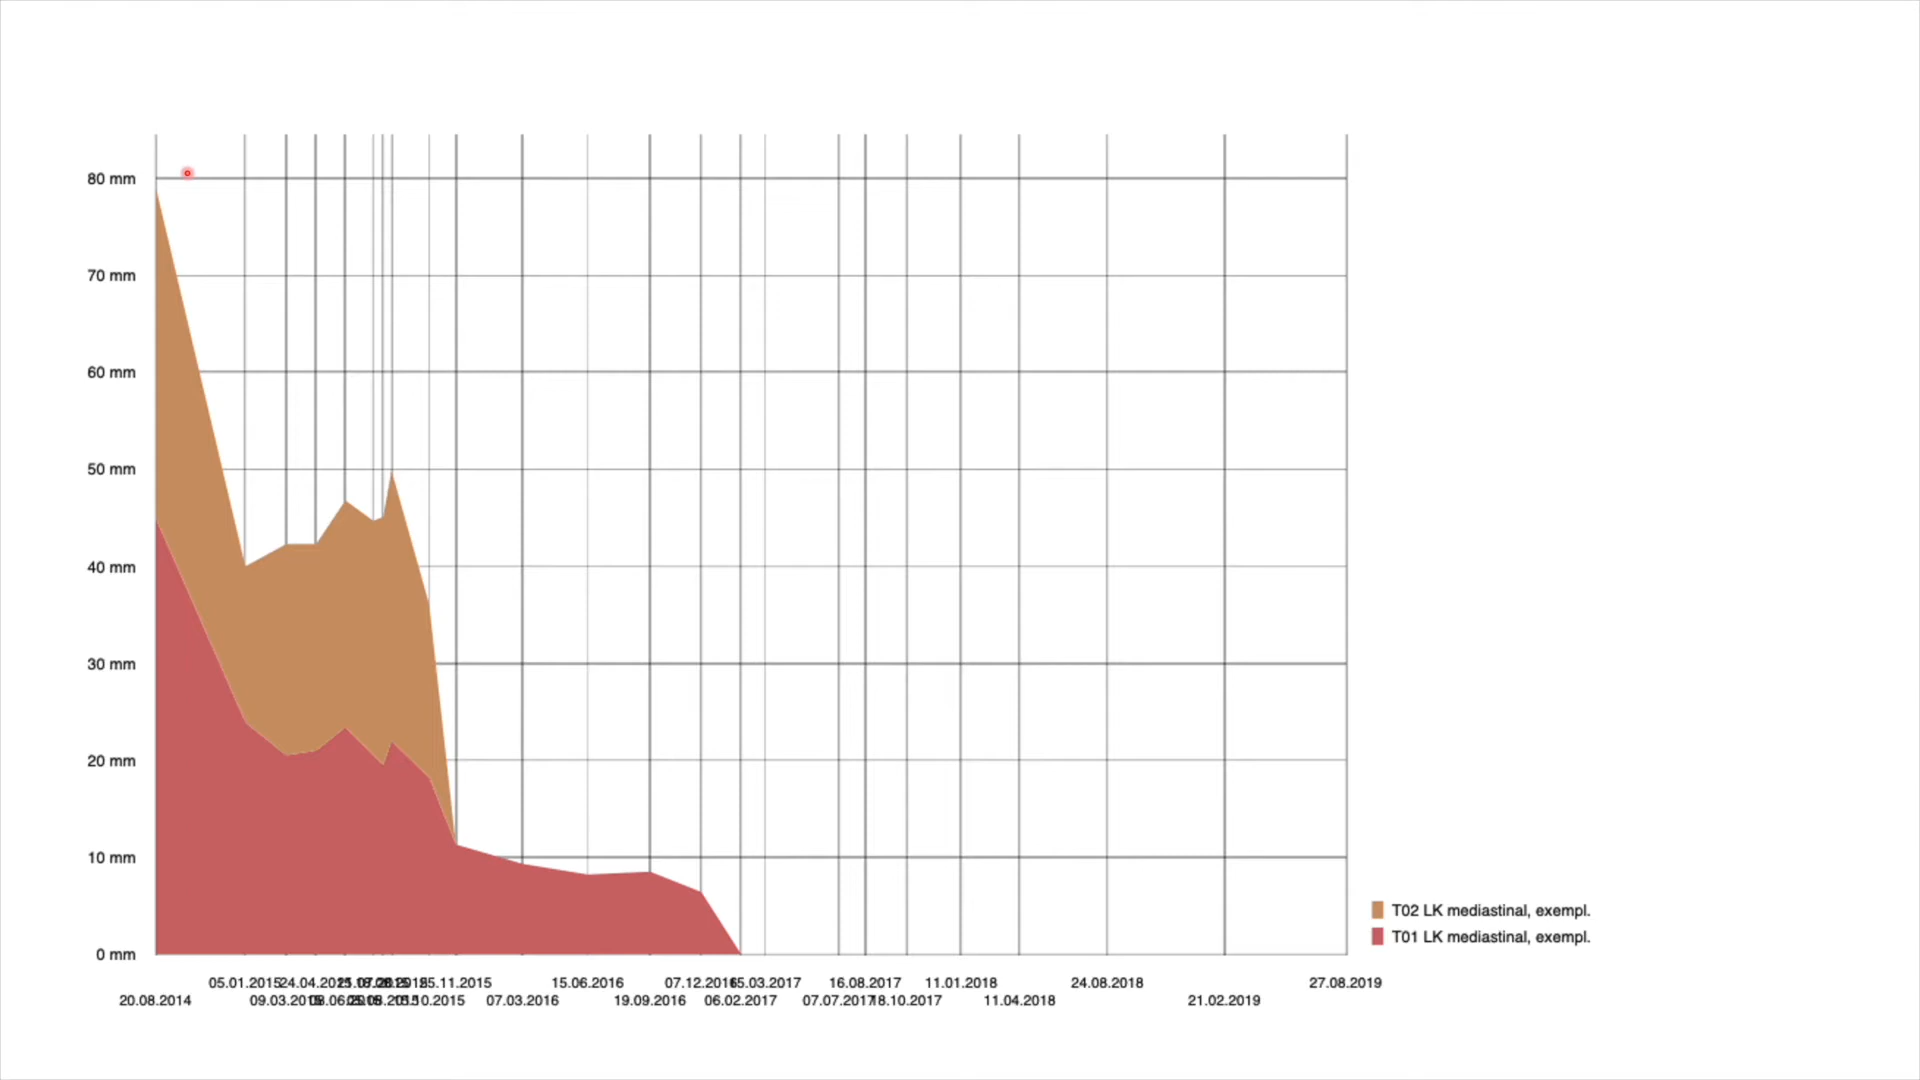 80 mm
70 mm
60 mm
50 mm
40 mm
30 mm
20 mm
10 mm
0 mm
T02 LK mediastinal, exempl.
T01 LK mediastinal, exempl.
05.01.2015 24.04.2015 25.11.2015 15.06.2016 07.12.2016 15.03.2017 16.08.2017 11.01.2018 24.08.2018 27.08.2019
20.08.2014 09.03.2015 07.03.2016 19.09.2016 06.02.2017 07.07.2017 18.10.2017 11.04.2018 21.02.2019